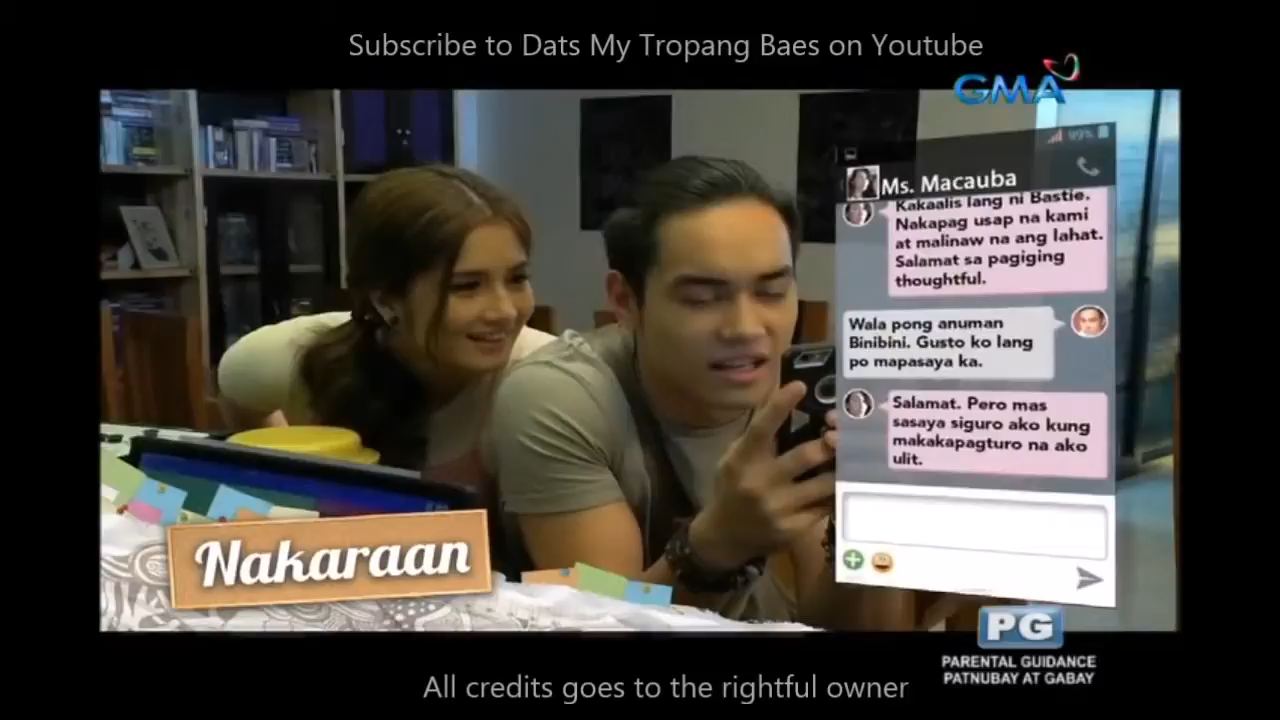 Subscribe to Dats My Tropang Baes on Youtube
GMA
99%
Ms. Macauba
Kakaalis lang ni Bastie.
Nakapag usap na kami
at malinaw na ang lahat.
Salamat sa pagiging
thoughtful.
Wala pong anuman
Binibini. Gusto ko lang
po mapasaya ka.
Salamat. Pero mas
sasaya siguro ako kung
makakapagturo na ako
ulit.
Nakaraan
PG
PARENTAL GUIDANCE
PATNUBAY AT GABAY
All credits goes to the rightful owner